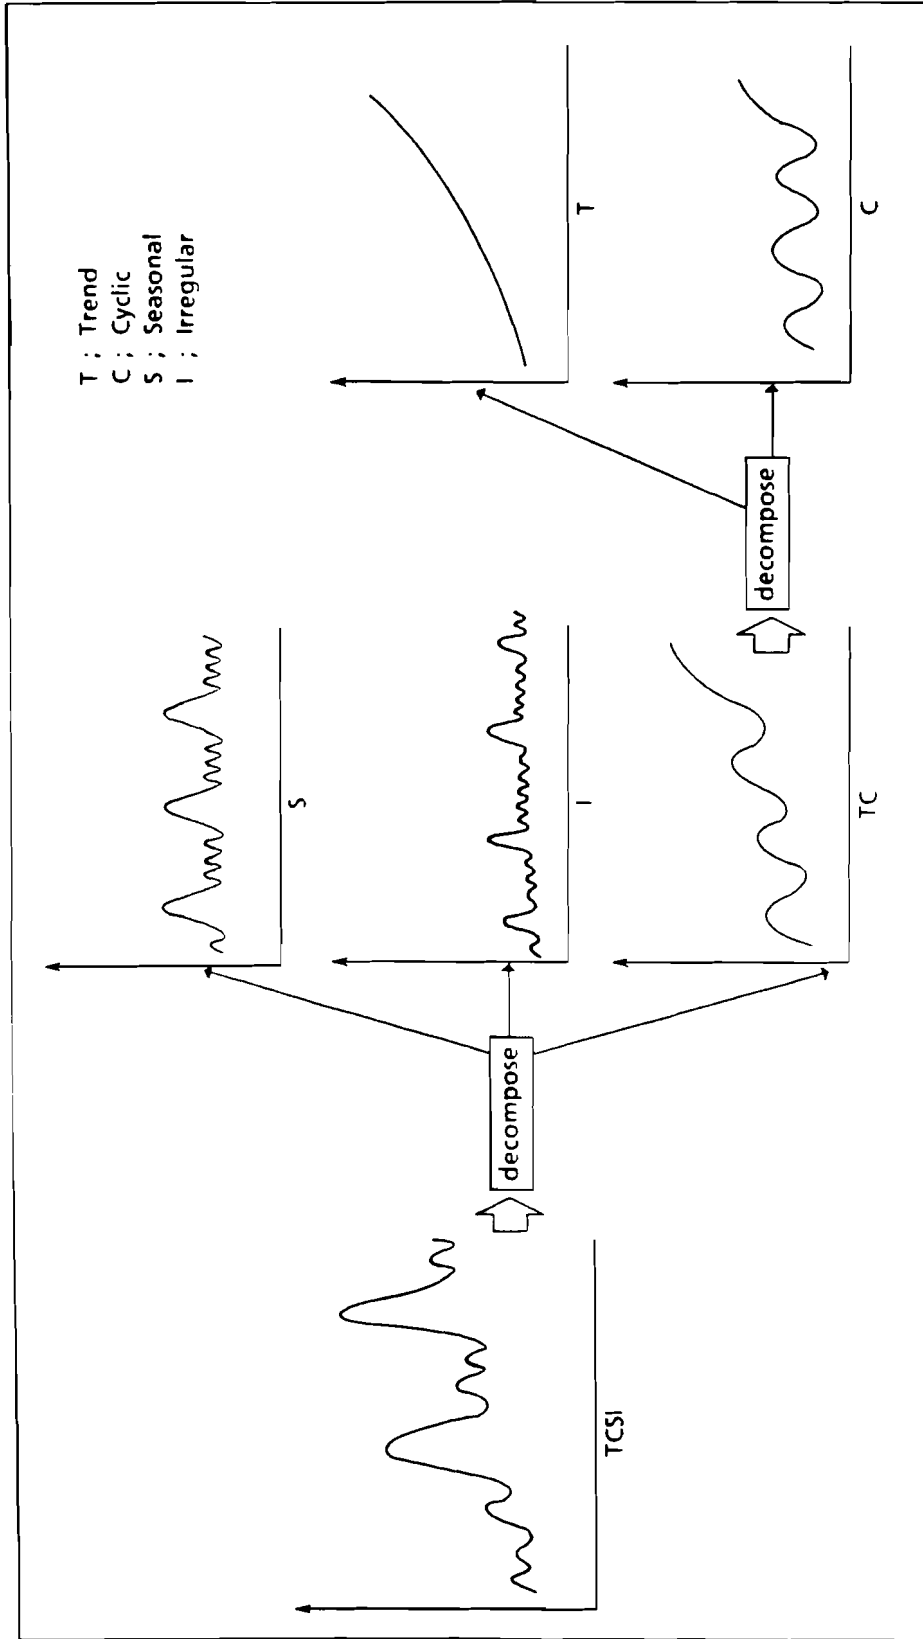 T ; Trend
C ; Cyclic
S ; Seasonal
I ; Irregular
TCSI
decompose
S
I
TC
decompose
T
C